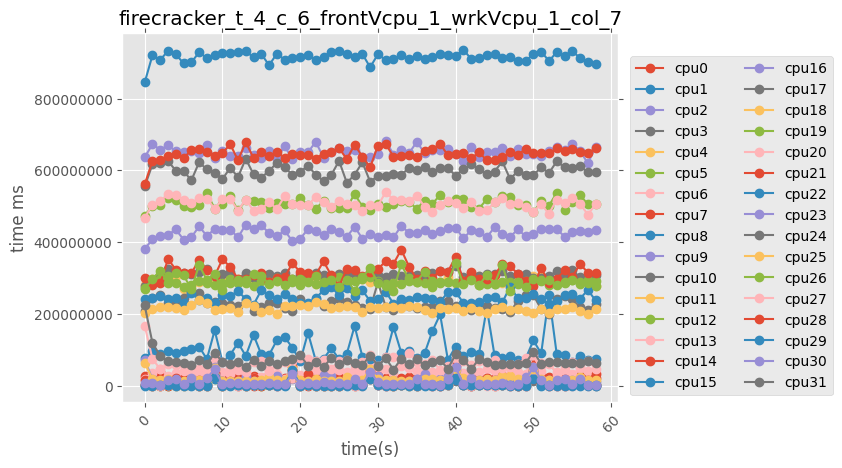 firecracker_t_4_c_6_frontVcpu_1_wrkVcpu_1_col_7
time ms
800000000
600000000
400000000
200000000
0
0
10
20
30
40
50
60
time(s)
cpu0
cpu1
cpu2
cpu3
cpu4
cpu5
cpu6
cpu7
cpu8
cpu9
cpu10
cpu11
cpu12
cpu13
cpu14
cpu15
cpu16
cpu17
cpu18
cpu19
cpu20
cpu21
cpu22
cpu23
cpu24
cpu25
cpu26
cpu27
cpu28
cpu29
cpu30
cpu31